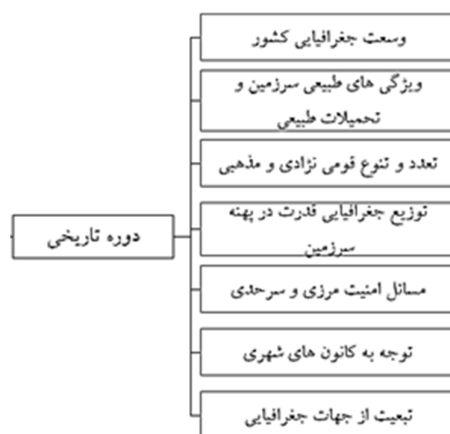 وسعت جغرافیایی کشور
ویژگی های طبیعی سرزمین و
تحمیلات طبیعی
تعدد و تنوع قومی نژادی و مذهبی
توزیع جغرافیایی قدرت در پهنه
سرزمین
دوره تاریخی
مسائل امنیت مرزی و سرحدی
توجه به کانون های شهری
تبعیت از جهات جغرافیایی